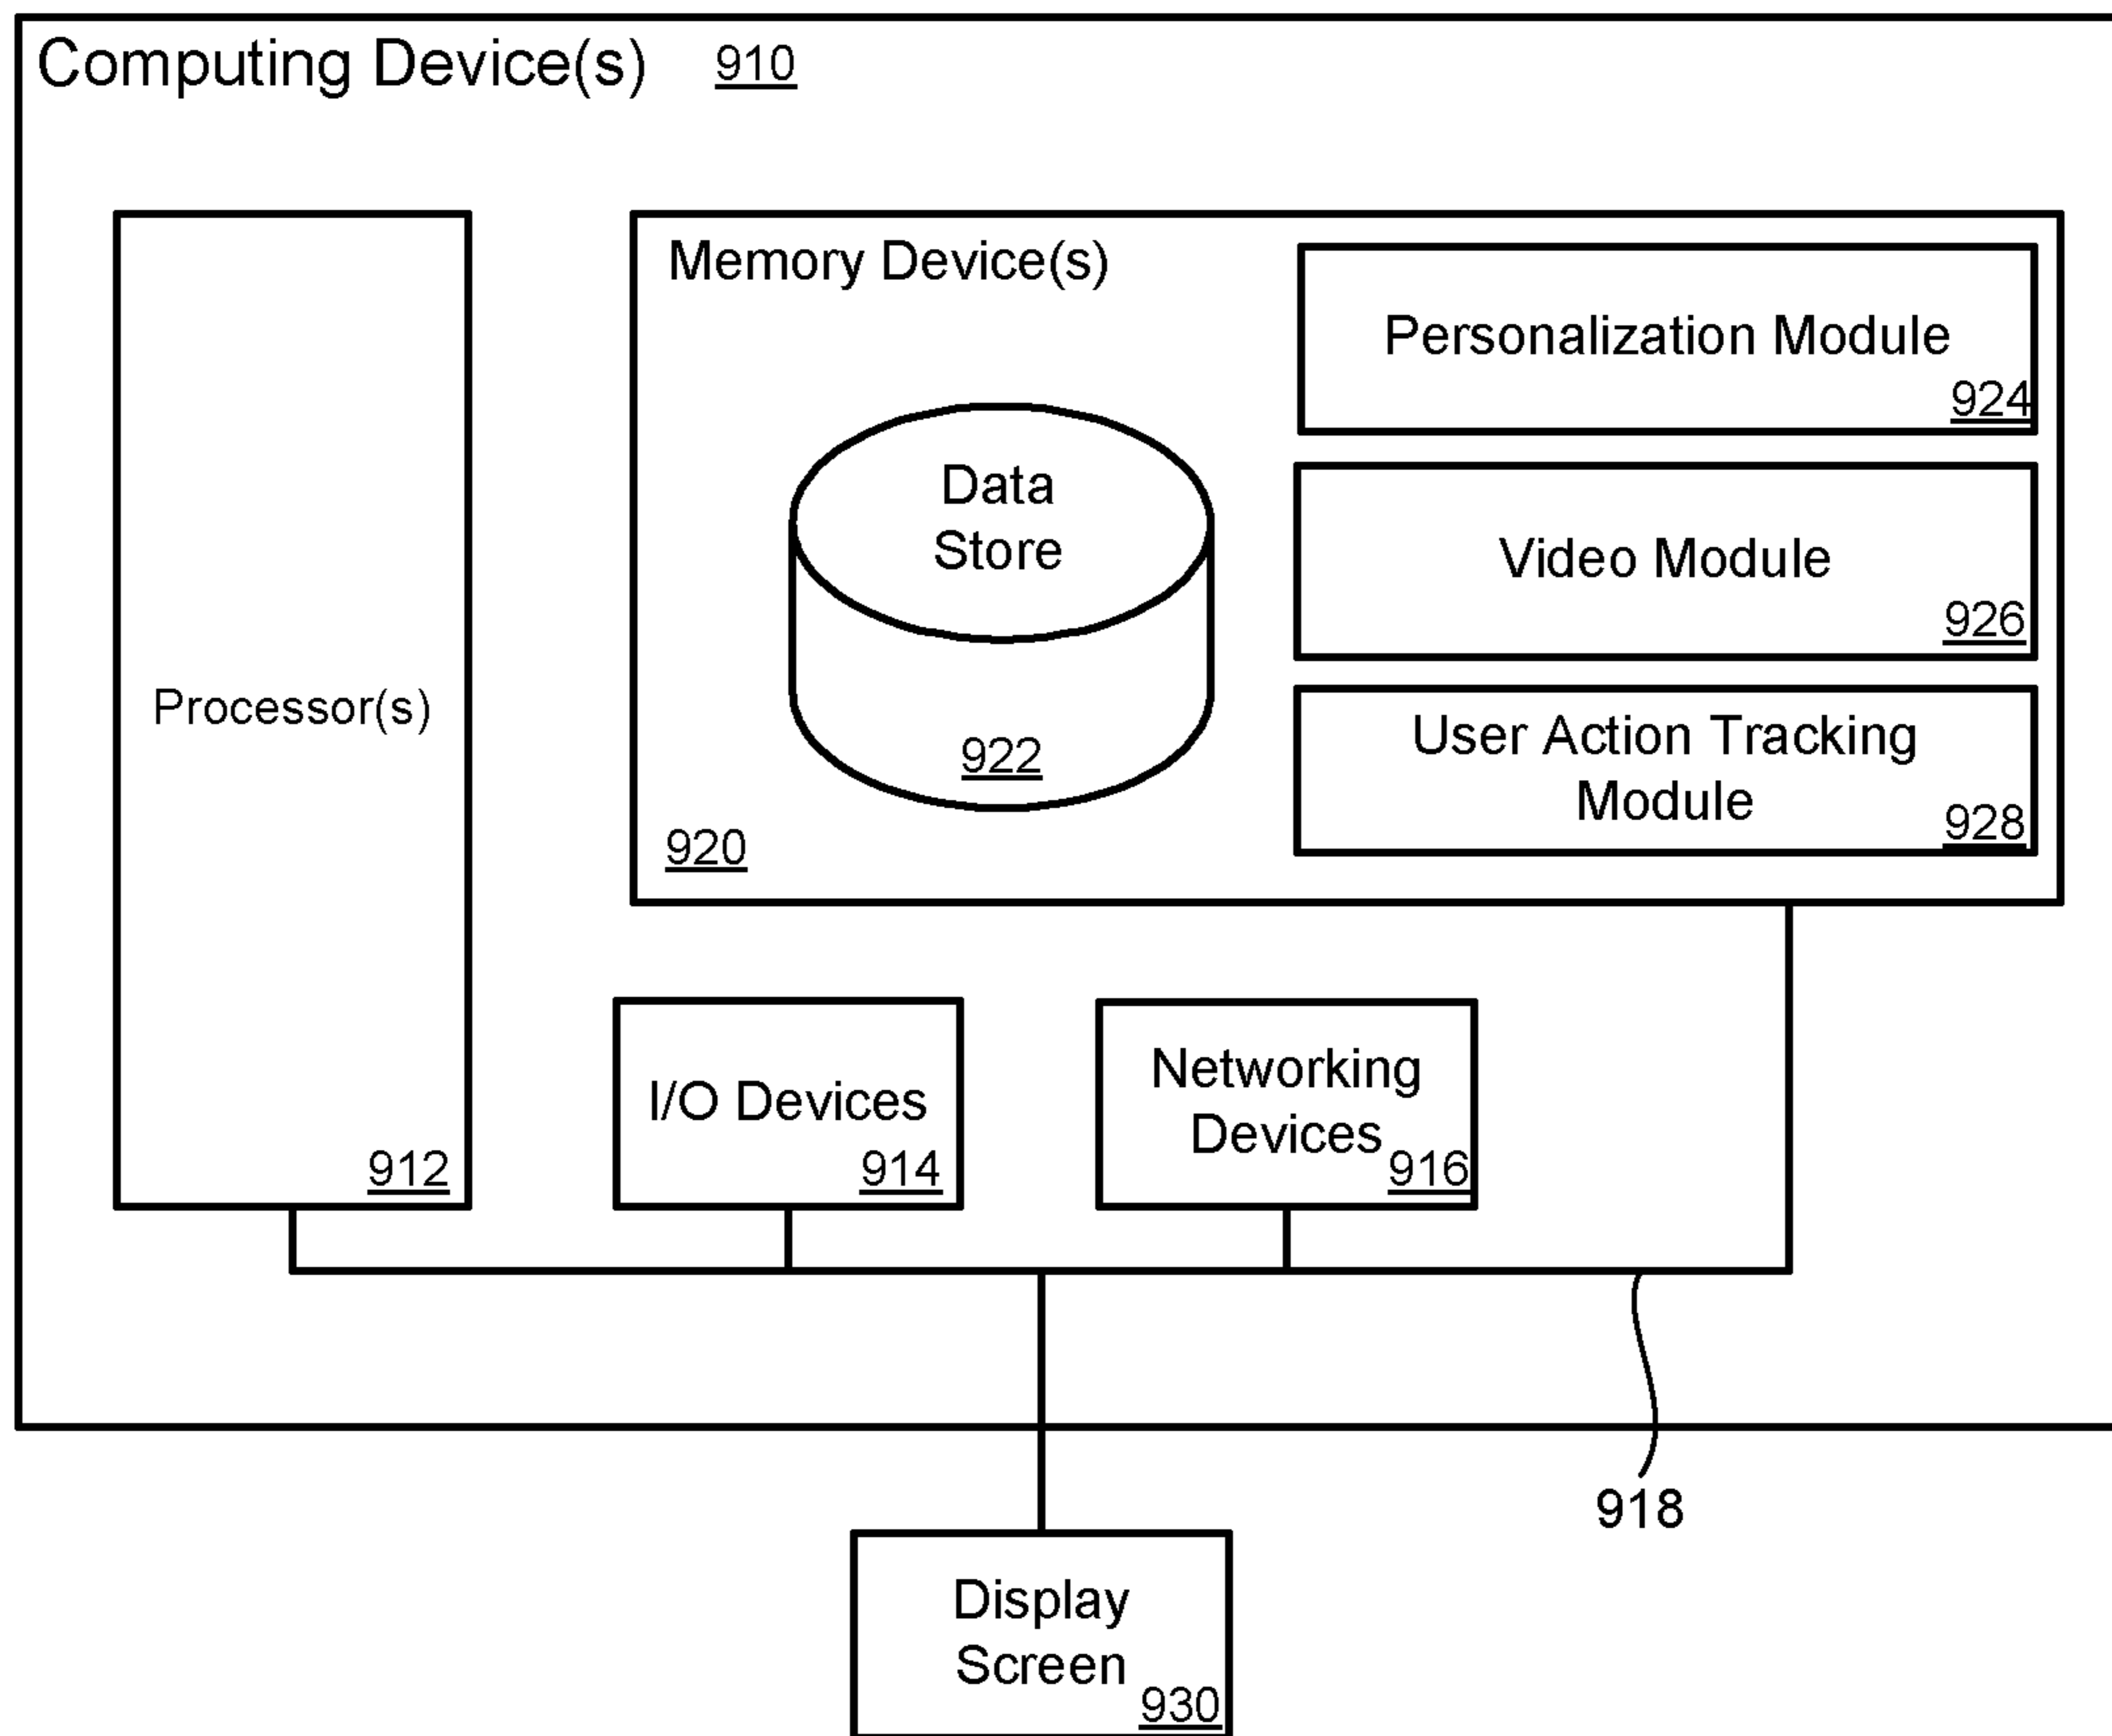 Computing Device(s) 910
Memory Device(s)
Personalization Module
924
Data
Store
922
Video Module
926
User Action Tracking
Module
928
920
Processor(s)
912
I/O Devices
914
Networking
Devices
916
918
Display
Screen
930